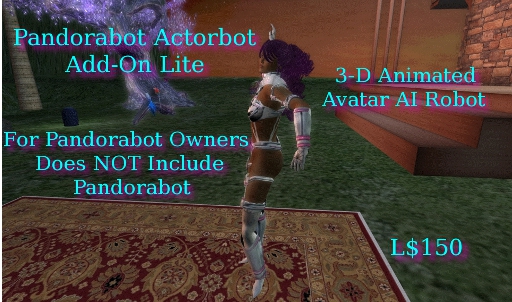 Pandorabot Actorbot
Add-On Lite
3-D Animated
Avatar AI Robot
For Pandorabot Owners
Does NOT Include
Pandorabot
L$150